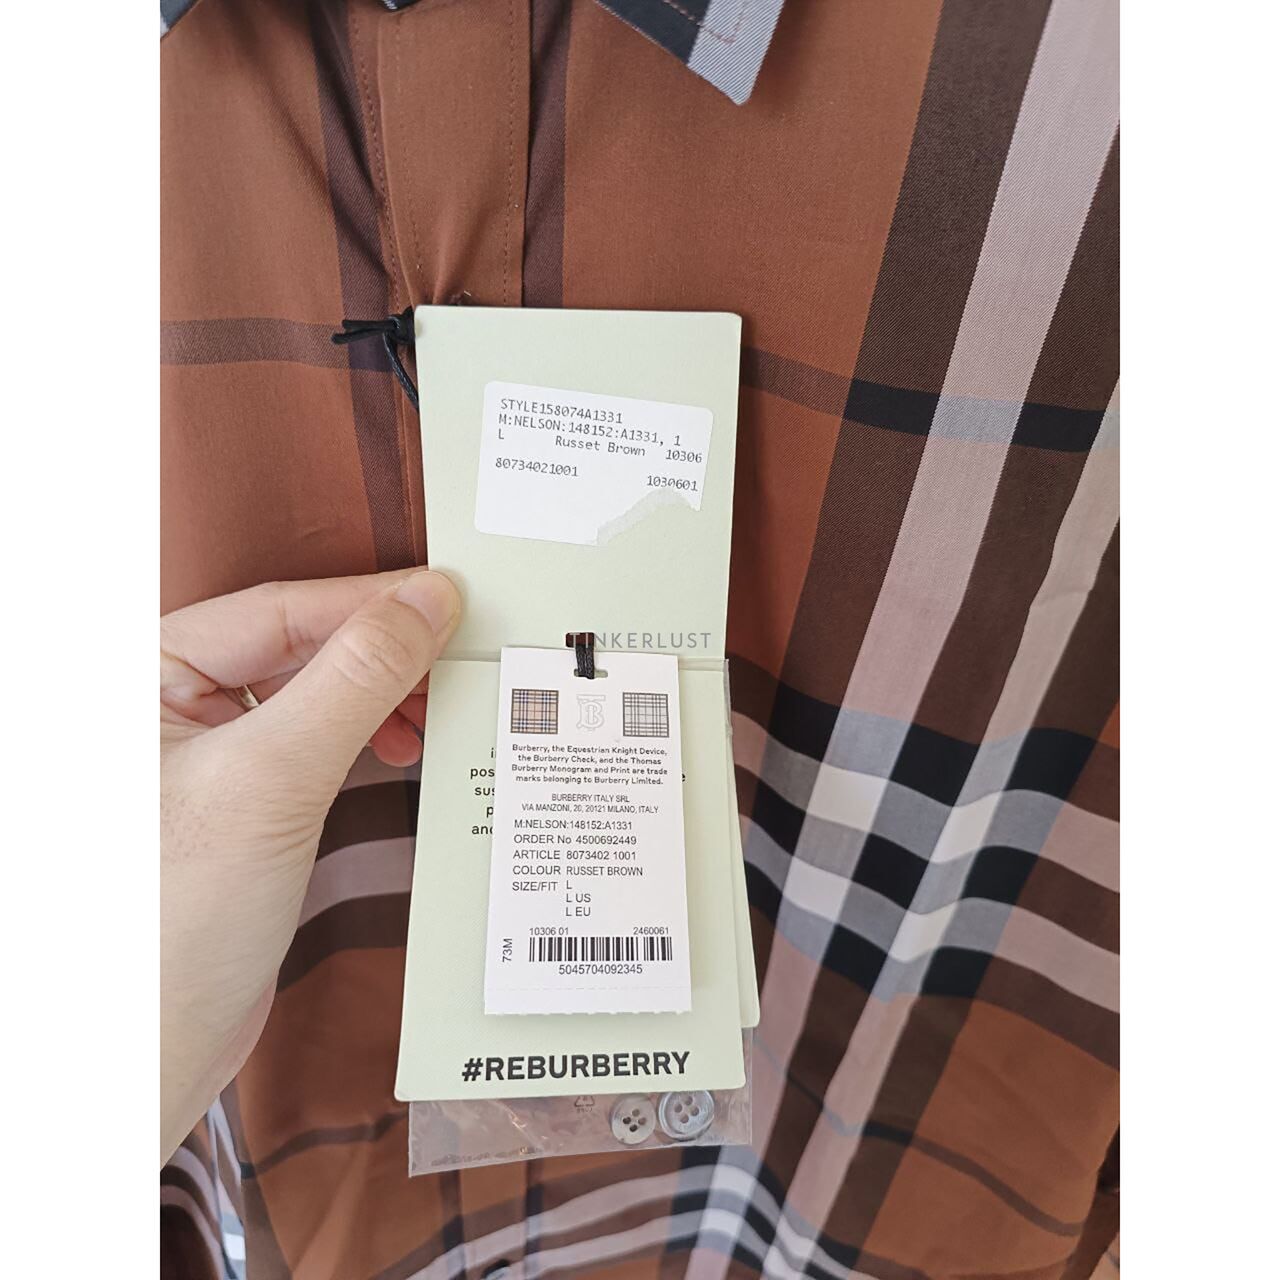 STYLE158074A1331
M:NELSON:148152:A1331, 1
L Russet Brown 10306
80734021001 1030601
TINKERLUST
Burberry, the Equestrian Knight Device,
the Burberry Check, and the Thomas
Burberry Monogram and Print are trade
marks belonging to Burberry Limited.
BURBERRY ITALY SRL
VIA MANZONI, 20, 20121 MILANO, ITALY
M:NELSON:148152:A1331
ORDER No 4500692449
ARTICLE 8073402 1001
COLOUR RUSSET BROWN
SIZE/FIT L
L US
L EU
10306 01 2460061
73M
5045704092345
#REBURBERRY